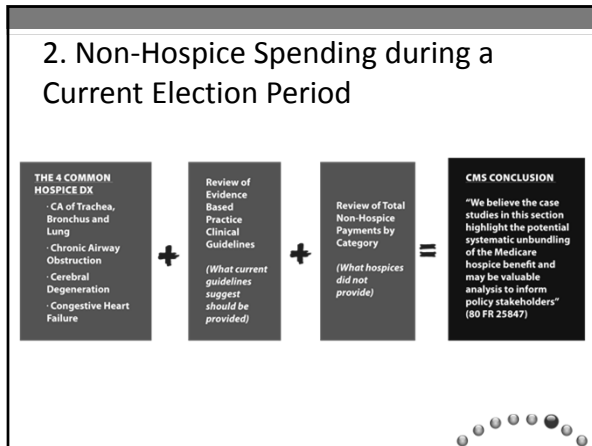 2. Non-Hospice Spending during a
Current Election Period
THE 4 COMMON
HOSPICE DX
· CA of Trachea,
Bronchus and
Lung
· Chronic Airway
Obstruction
· Cerebral
Degeneration
· Congestive Heart
Failure
+
Review of
Evidence
Based
Practice
Clinical
Guidelines
(What current
guidelines
suggest
should be
provided)
+
Review of Total
Non-Hospice
Payments by
Category
(What hospices
did not
provide)
=
CMS CONCLUSION
"We believe the case
studies in this section
highlight the potential
systematic unbundling
of the Medicare
hospice benefit and
may be valuable
analysis to inform
policy stakeholders"
(80 FR 25847)